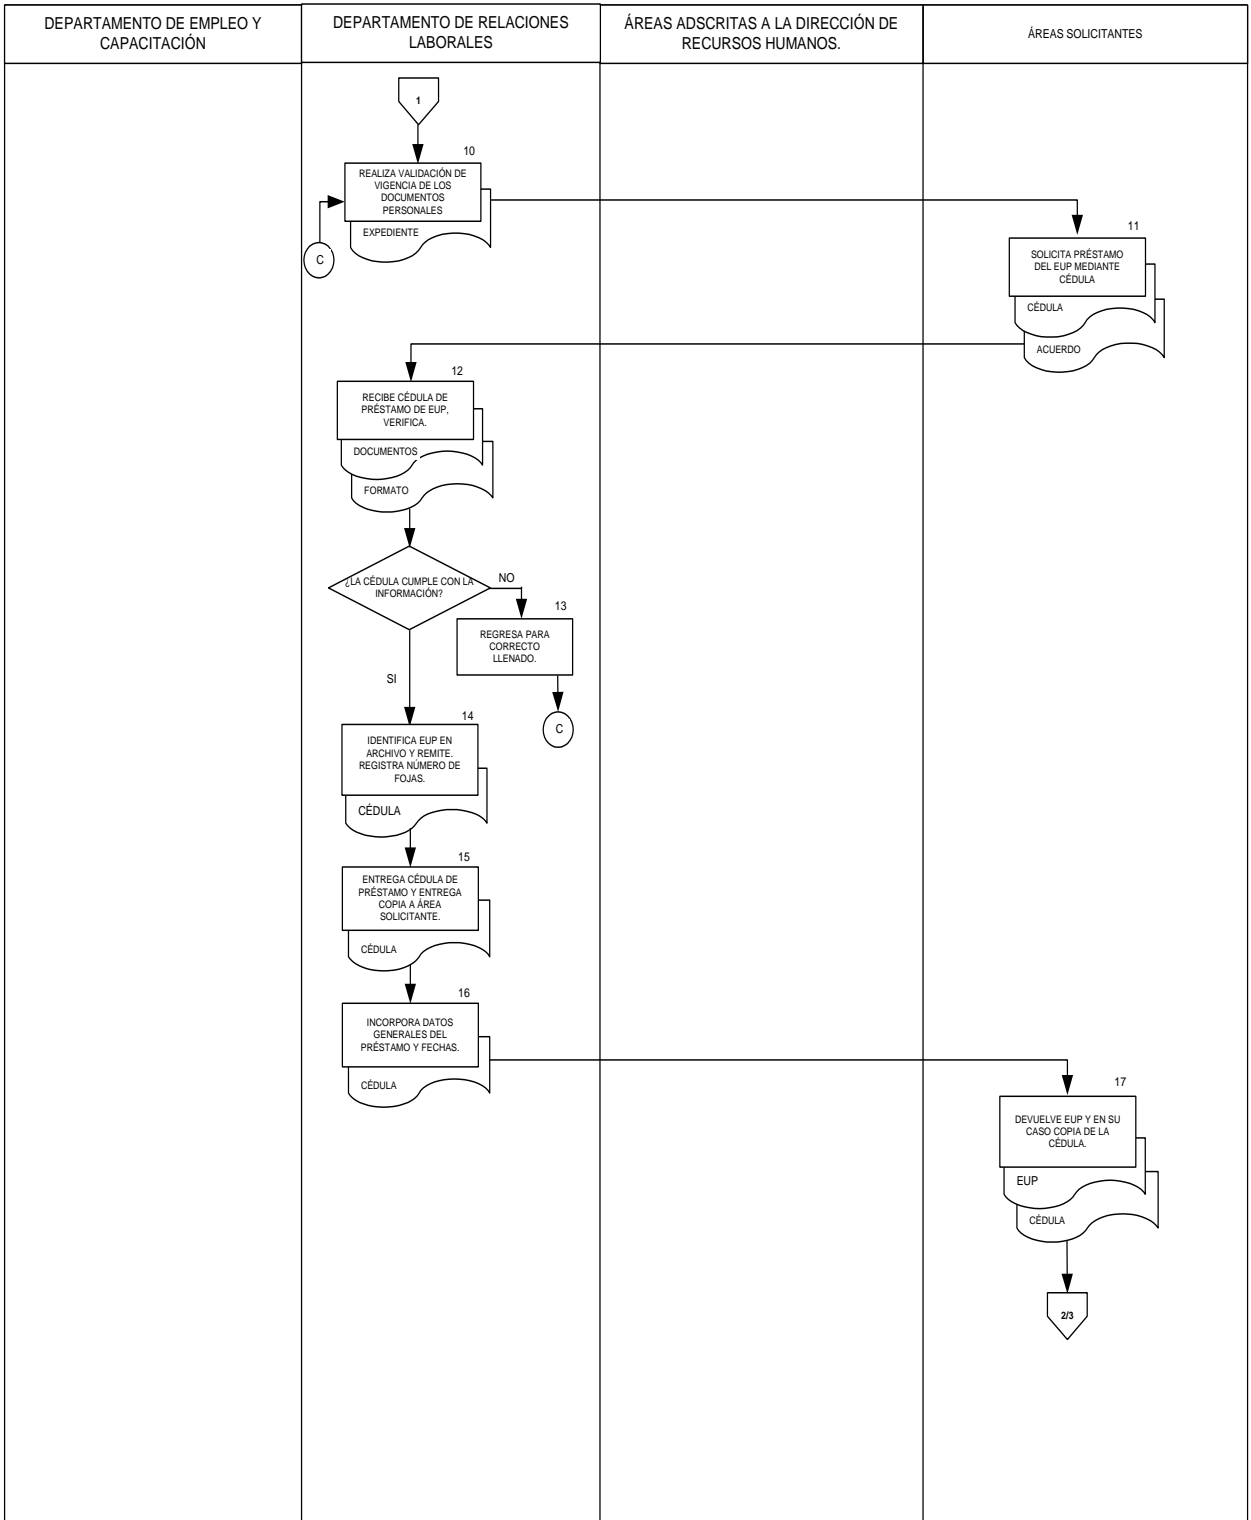 DEPARTAMENTO DE EMPLEO Y
CAPACITACIÓN
DEPARTAMENTO DE RELACIONES
LABORALES
ÁREAS ADSCRITAS A LA DIRECCIÓN DE
RECURSOS HUMANOS.
ÁREAS SOLICITANTES
1
10
REALIZA VALIDACIÓN DE
VIGENCIA DE LOS
DOCUMENTOS
PERSONALES
EXPEDIENTE
C
11
SOLICITA PRÉSTAMO
DEL EUP MEDIANTE
CÉDULA
CÉDULA
ACUERDO
12
RECIBE CÉDULA DE
PRÉSTAMO DE EUP,
VERIFICA.
DOCUMENTOS
FORMATO
¿LA CÉDULA CUMPLE CON LA
INFORMACIÓN?
NO
13
REGRESA PARA
CORRECTO
LLENADO.
C
SI
14
IDENTIFICA EUP EN
ARCHIVO Y REMITE.
REGISTRA NÚMERO DE
FOJAS.
CÉDULA
15
ENTREGA CÉDULA DE
PRÉSTAMO Y ENTREGA
COPIA A ÁREA
SOLICITANTE.
CÉDULA
16
INCORPORA DATOS
GENERALES DEL
PRÉSTAMO Y FECHAS.
CÉDULA
17
DEVUELVE EUP Y EN SU
CASO COPIA DE LA
CÉDULA.
EUP
CÉDULA
2/3